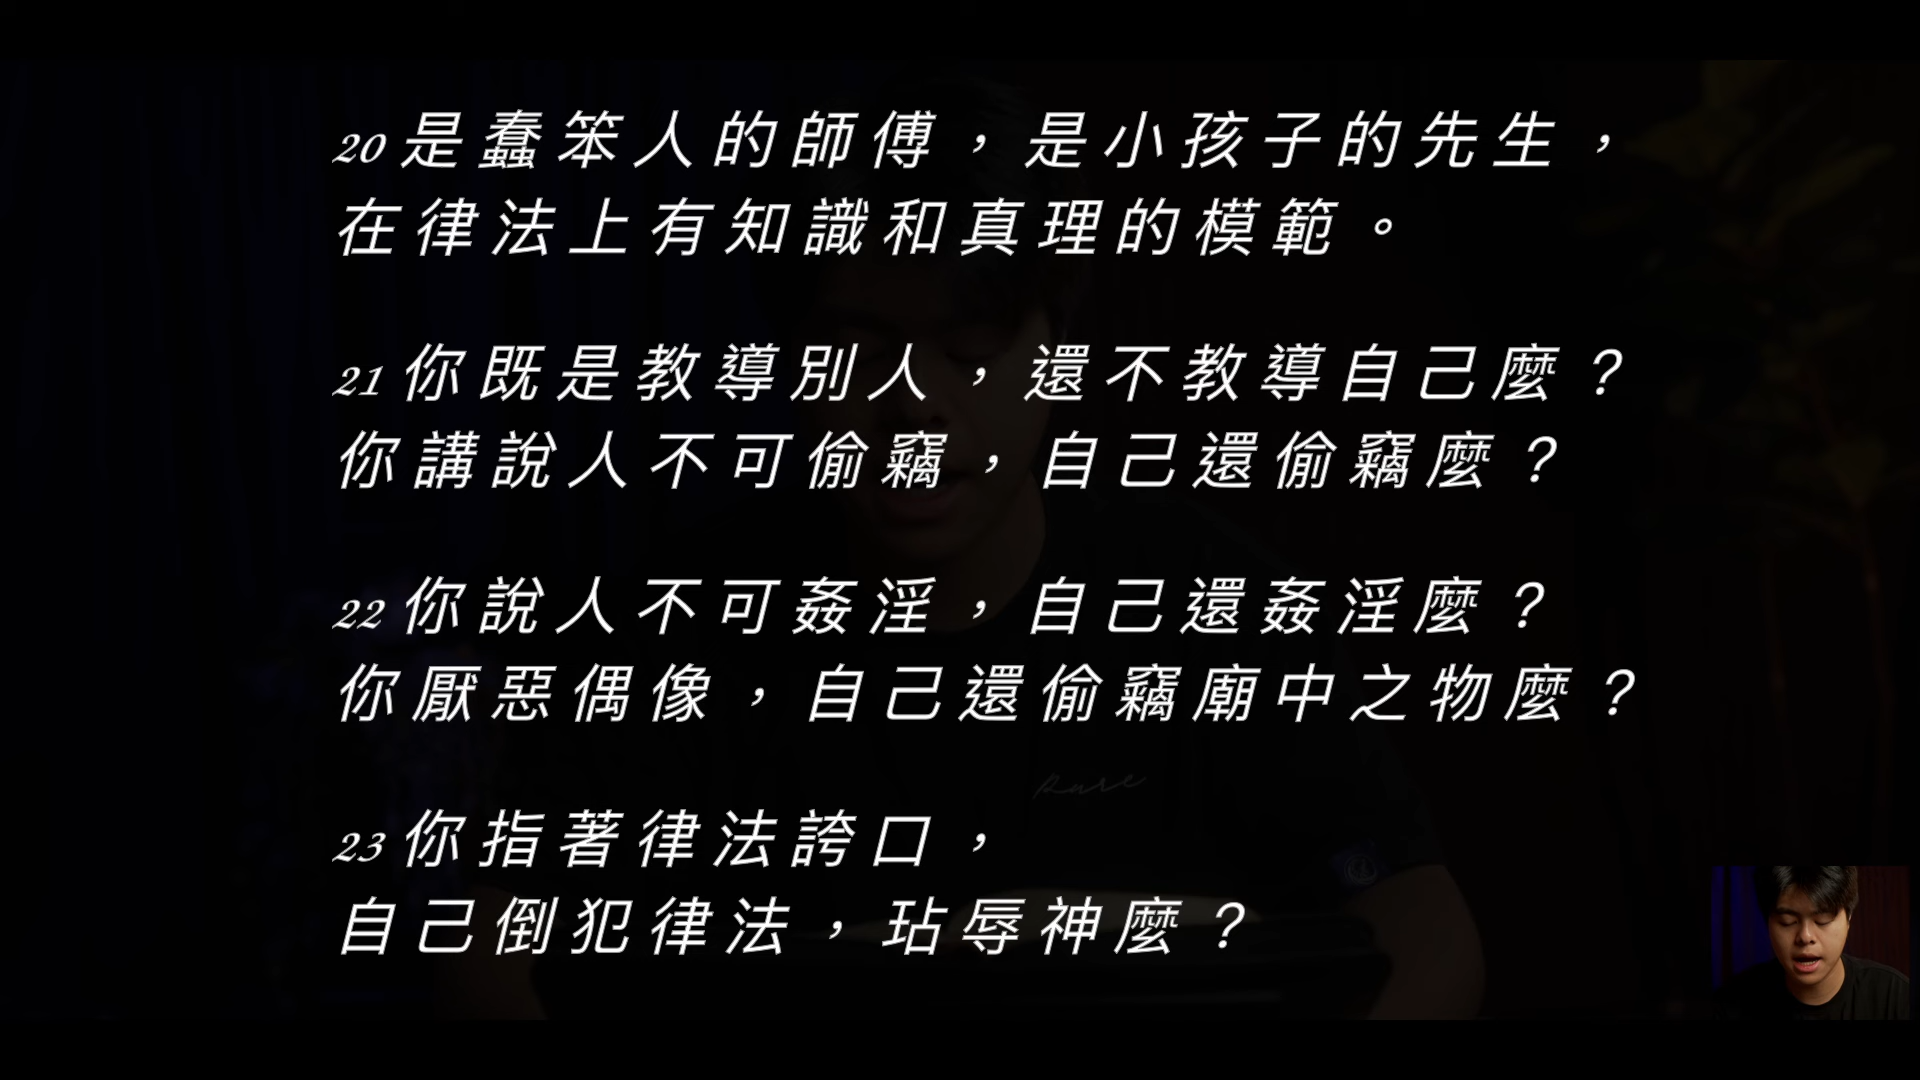 20 是蠢笨人的師傅，是小孩子的先生，
在律法上有知識和真理的模範。
21 你既是教導別人，還不教導自己麼？
你講說人不可偷竊，自己還偷竊麼？
22 你說人不可姦淫，自己還姦淫麼？
你厭惡偶像，自己還偷竊廟中之物麼？
Rare
23 你指著律法誇口，
自己倒犯律法，玷辱神麼？